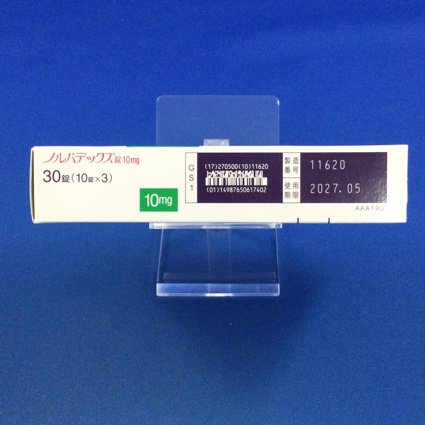 ノルバデックス錠10mg
30錠(10錠×3)
10mg
GS1
(17)270500(10)11620
(01)14987650617402
製造番号 11620
使用期限 2027.05
AAA19U